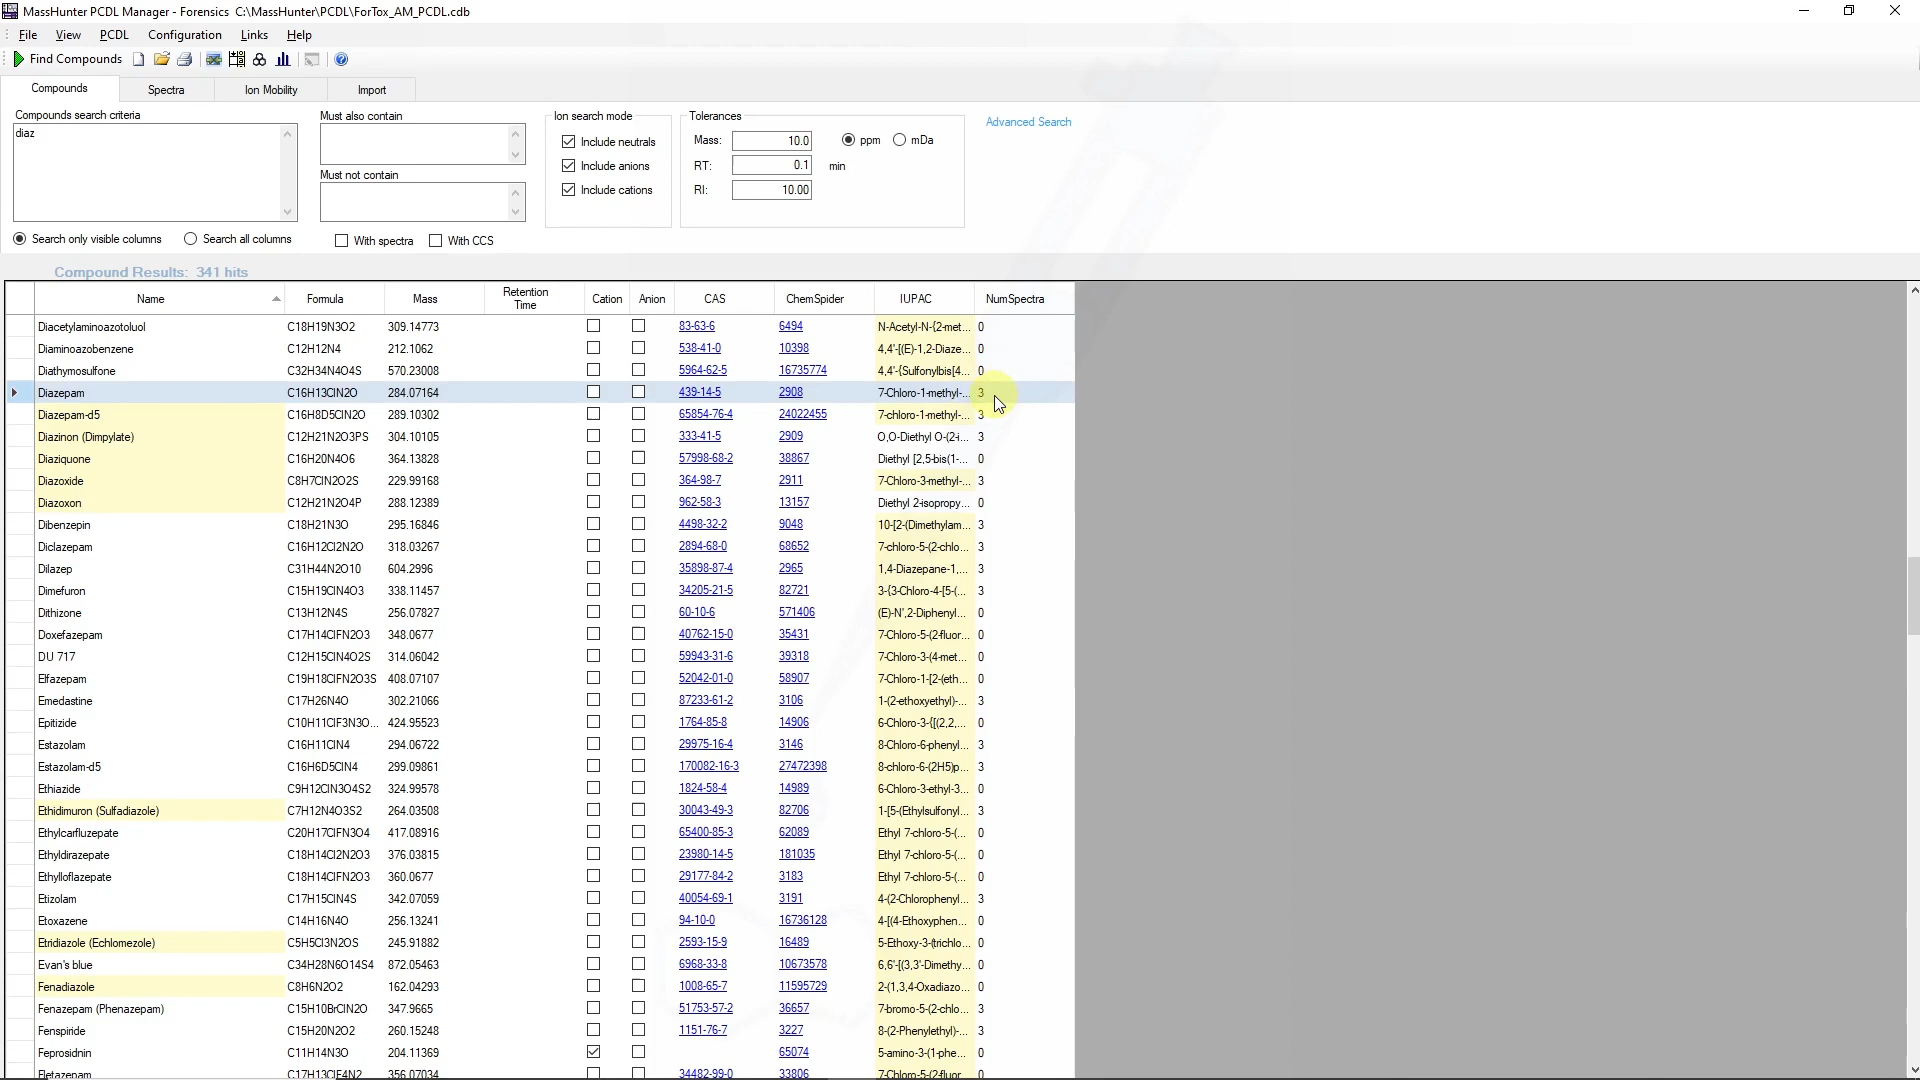 MassHunter PCDL Manager - Forensics  C:\MassHunter\PCDL\ForTox_AM_PCDL.cdb
File View PCDL Configuration Links Help
Find Compounds
Compounds Spectra Ion Mobility Import
Compounds search criteria
diaz
Must also contain
Must not contain
Search only visible columns Search all columns
With spectra With CCS
Ion search mode
Include neutrals
Include anions
Include cations
Tolerances
Mass: 10.0 ppm mDa
RT: 0.1 min
RI: 10.00
Advanced Search
Compound Results: 341 hits
Name Formula Mass Retention Time Cation Anion CAS ChemSpider IUPAC NumSpectra
Diacetylaminoazotoluol C18H19N3O2 309.14773 83-63-6 6494 N-Acetyl-N-{2-met... 0
Diaminoazobenzene C12H12N4 212.1062 538-41-0 10398 4,4'-[(E)-1,2-Diaze... 0
Diathymosulfone C32H34N4O4S 570.23008 5964-62-5 16735774 4,4'-{Sulfonylbis[4... 0
Diazepam C16H13ClN2O 284.07164 439-14-5 2908 7-Chloro-1-methyl-... 3
Diazepam-d5 C16H8D5ClN2O 289.10302 65854-76-4 24022455 7-chloro-1-methyl-... 3
Diazinon (Dimpylate) C12H21N2O3PS 304.10105 333-41-5 2909 O,O-Diethyl O-(2-i... 3
Diaziquone C16H20N4O6 364.13828 57998-68-2 38867 Diethyl [2,5-bis(1-... 0
Diazoxide C8H7ClN2O2S 229.99168 364-98-7 2911 7-Chloro-3-methyl-... 3
Diazoxon C12H21N2O4P 288.12389 962-58-3 13157 Diethyl 2-isopropy... 0
Dibenzepin C18H21N3O 295.16846 4498-32-2 9048 10-[2-(Dimethylam... 3
Diclazepam C16H12Cl2N2O 318.03267 2894-68-0 68652 7-chloro-5-(2-chlo... 3
Dilazep C31H44N2O10 604.2996 35898-87-4 2965 1,4-Diazepane-1,... 3
Dimefuron C15H19ClN4O3 338.11457 34205-21-5 82721 3-{3-Chloro-4-[5-(... 3
Dithizone C13H12N4S 256.07827 60-10-6 571406 (E)-N',2-Diphenyl... 0
Doxefazepam C17H14ClFN2O3 348.0677 40762-15-0 35431 7-Chloro-5-(2-fluor... 0
DU 717 C12H15ClN4O2S 314.06042 59943-31-6 39318 7-Chloro-3-(4-met... 0
Elfazepam C19H18ClFN2O3S 408.07107 52042-01-0 58907 7-Chloro-1-[2-(eth... 0
Emedastine C17H26N4O 302.21066 87233-61-2 3106 1-(2-ethoxyethyl)-... 3
Epitizide C10H11ClF3N3O... 424.95523 1764-85-8 14906 6-Chloro-3-{[(2,2,... 0
Estazolam C16H11ClN4 294.06722 29975-16-4 3146 8-Chloro-6-phenyl... 3
Estazolam-d5 C16H6D5ClN4 299.09861 170082-16-3 27472398 8-chloro-6-(2H5)p... 3
Ethiazide C9H12ClN3O4S2 324.99578 1824-58-4 14989 6-Chloro-3-ethyl-3... 0
Ethidimuron (Sulfadiazole) C7H12N4O3S2 264.03508 30043-49-3 82706 1-[5-(Ethylsulfonyl... 3
Ethylcarfluzepate C20H17ClFN3O4 417.08916 65400-85-3 62089 Ethyl 7-chloro-5-(... 0
Ethyldirazepate C18H14Cl2N2O3 376.03815 23980-14-5 181035 Ethyl 7-chloro-5-(... 0
Ethylloflazepate C18H14ClFN2O3 360.0677 29177-84-2 3183 Ethyl 7-chloro-5-(... 0
Etizolam C17H15ClN4S 342.07059 40054-69-1 3191 4-(2-Chlorophenyl... 3
Etoxazene C14H16N4O 256.13241 94-10-0 16736128 4-[(4-Ethoxyphen... 0
Etridiazole (Echlomezole) C5H5Cl3N2OS 245.91882 2593-15-9 16489 5-Ethoxy-3-(trichlo... 0
Evan's blue C34H28N6O14S4 872.05463 6968-33-8 10673578 6,6'-[(3,3'-Dimethy... 0
Fenadiazole C8H6N2O2 162.04293 1008-65-7 11595729 2-(1,3,4-Oxadiazo... 0
Fenazepam (Phenazepam) C15H10BrClN2O 347.9665 51753-57-2 36657 7-bromo-5-(2-chlo... 3
Fenspiride C15H20N2O2 260.15248 1151-76-7 3227 8-(2-Phenylethyl)-... 3
Feprosidnin C11H14N3O 204.11369 65074 5-amino-3-(1-phe... 0
Fletazepam C17H13ClF4N2 356.07034 34482-99-0 33806 7-Chloro-5-(2-fluor... 0